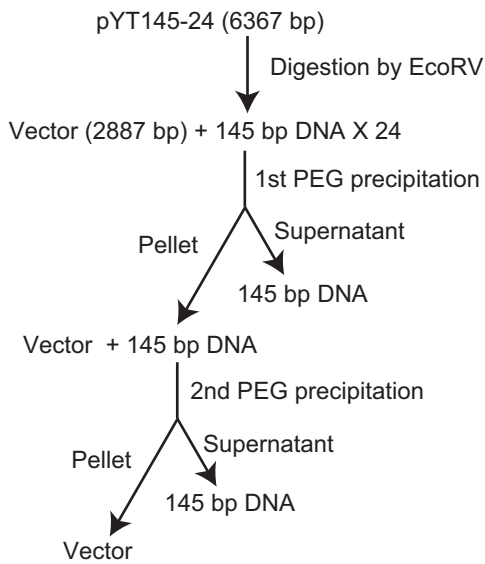 pYT145-24 (6367 bp)
Digestion by EcoRV
Vector (2887 bp) + 145 bp DNA X 24
1st PEG precipitation
Supernatant
Pellet
145 bp DNA
Vector + 145 bp DNA
2nd PEG precipitation
Supernatant
Pellet
145 bp DNA
Vector